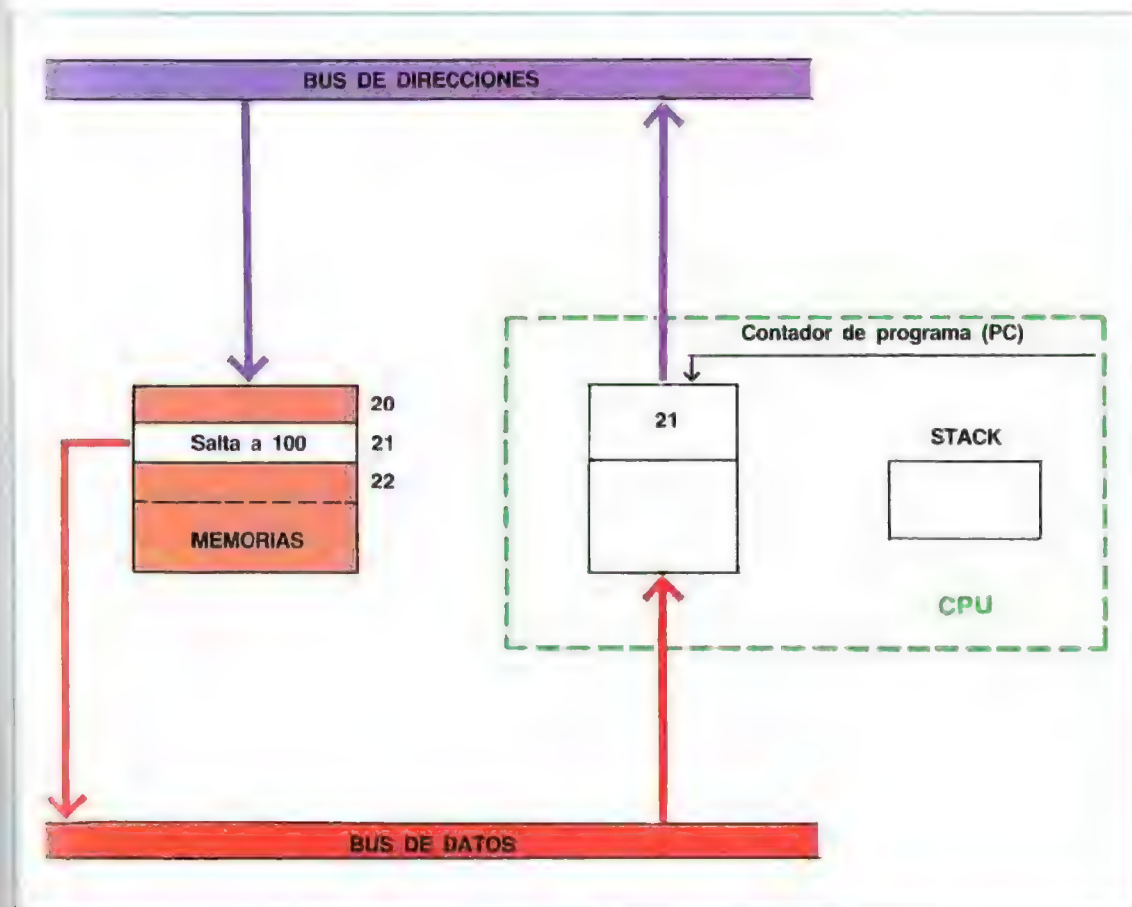 BUS DE DIRECCIONES
Contador de programa (PC)
20
Salta a 100
21
22
MEMORIAS
21
STACK
CPU
BUS DE DATOS